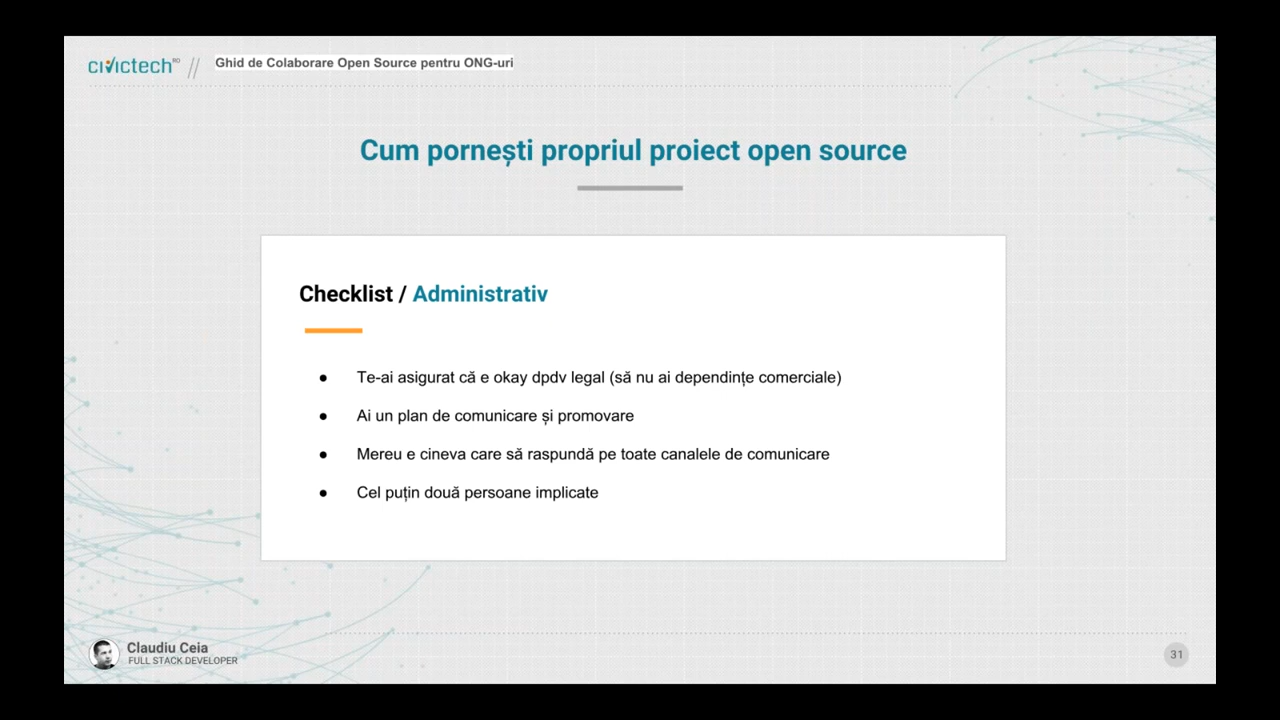 civictech RO // Ghid de Colaborare Open Source pentru ONG-uri
Cum pornești propriul proiect open source
Checklist / Administrativ
● Te-ai asigurat că e okay dpdv legal (să nu ai dependințe comerciale)
● Ai un plan de comunicare și promovare
● Mereu e cineva care să raspundă pe toate canalele de comunicare
● Cel puțin două persoane implicate
Claudiu Ceia
FULL STACK DEVELOPER
31